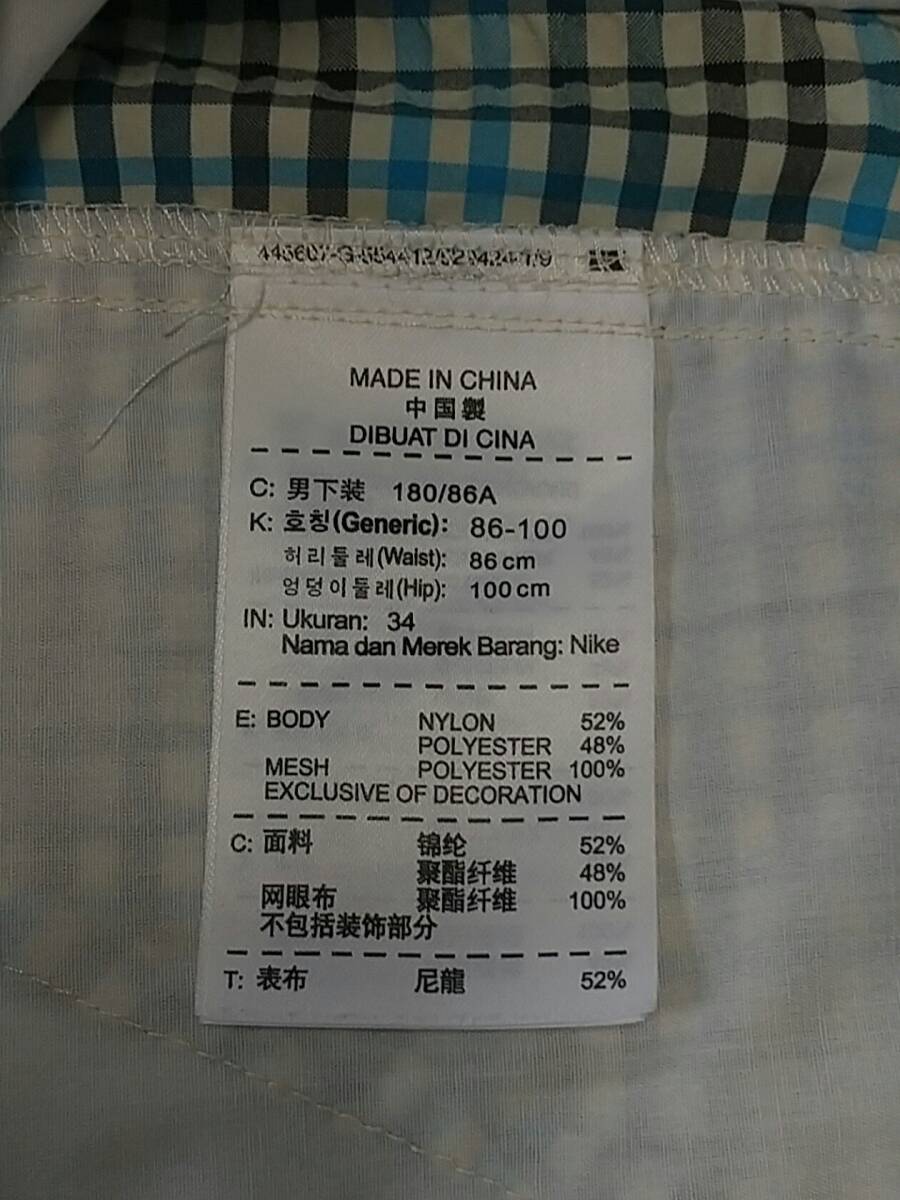 MADE IN CHINA
中国製
DIBUAT DI CINA
C: 男下装 180/86A
K: 호칭(Generic): 86-100
허리둘레(Waist): 86cm
엉덩이둘레(Hip): 100cm
IN: Ukuran: 34
Nama dan Merek Barang: Nike
E: BODY NYLON 52%
POLYESTER 48%
MESH POLYESTER 100%
EXCLUSIVE OF DECORATION
C: 面料 锦纶 52%
聚酯纤维 48%
网眼布 聚酯纤维 100%
不包括装饰部分
T: 表布 尼龍 52%